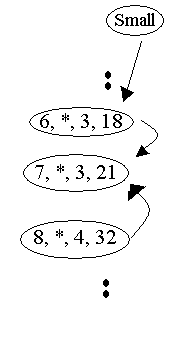 Small
:
6, *, 3, 18
7, *, 3, 21
8, *, 4, 32
: